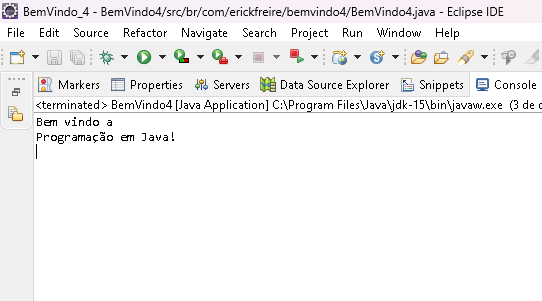 BemVindo_4 - BemVindo4/src/br/com/erickfreire/bemvindo4/BemVindo4.java - Eclipse IDE
File Edit Source Refactor Navigate Search Project Run Window Help
Markers Properties Servers Data Source Explorer Snippets Console
<terminated> BemVindo4 [Java Application] C:\Program Files\Java\jdk-15\bin\javaw.exe (3 de
Bem vindo a
Programação em Java!